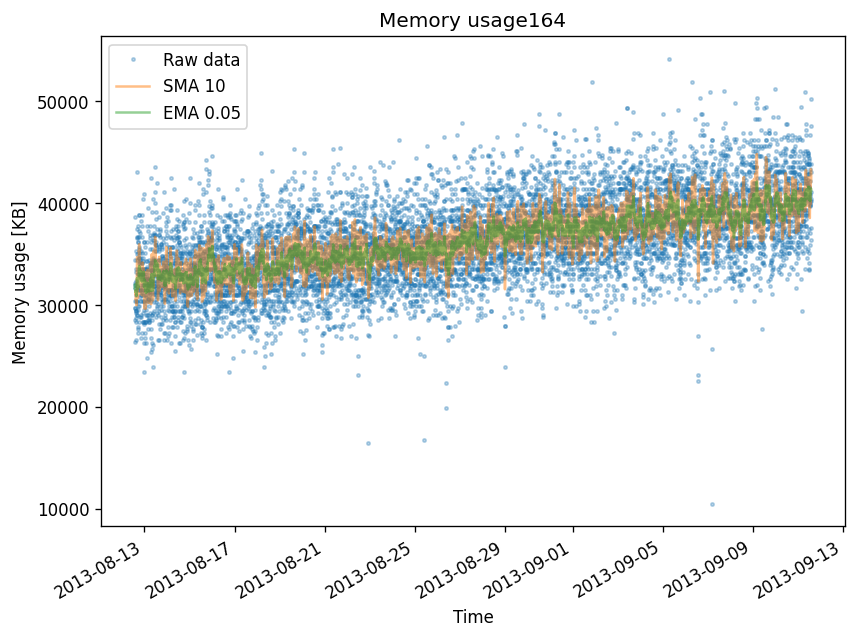 Memory usage164
Raw data
SMA 10
EMA 0.05
Memory usage [KB]
50000
40000
30000
20000
10000
2013-08-13
2013-08-17
2013-08-21
2013-08-25
2013-08-29
2013-09-01
2013-09-05
2013-09-09
2013-09-13
Time